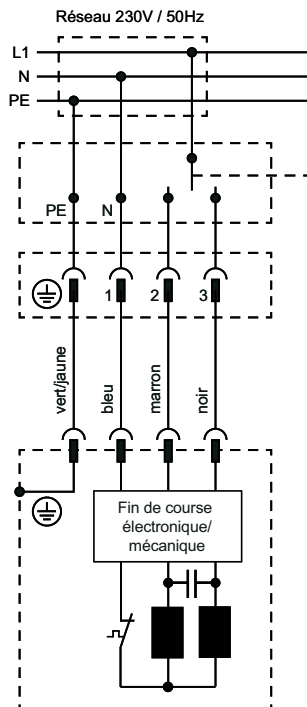 Réseau 230V / 50Hz
L1
N
PE
PE
N
1
2
3
vert/jaune
bleu
marron
noir
Fin de course
électronique/
mécanique